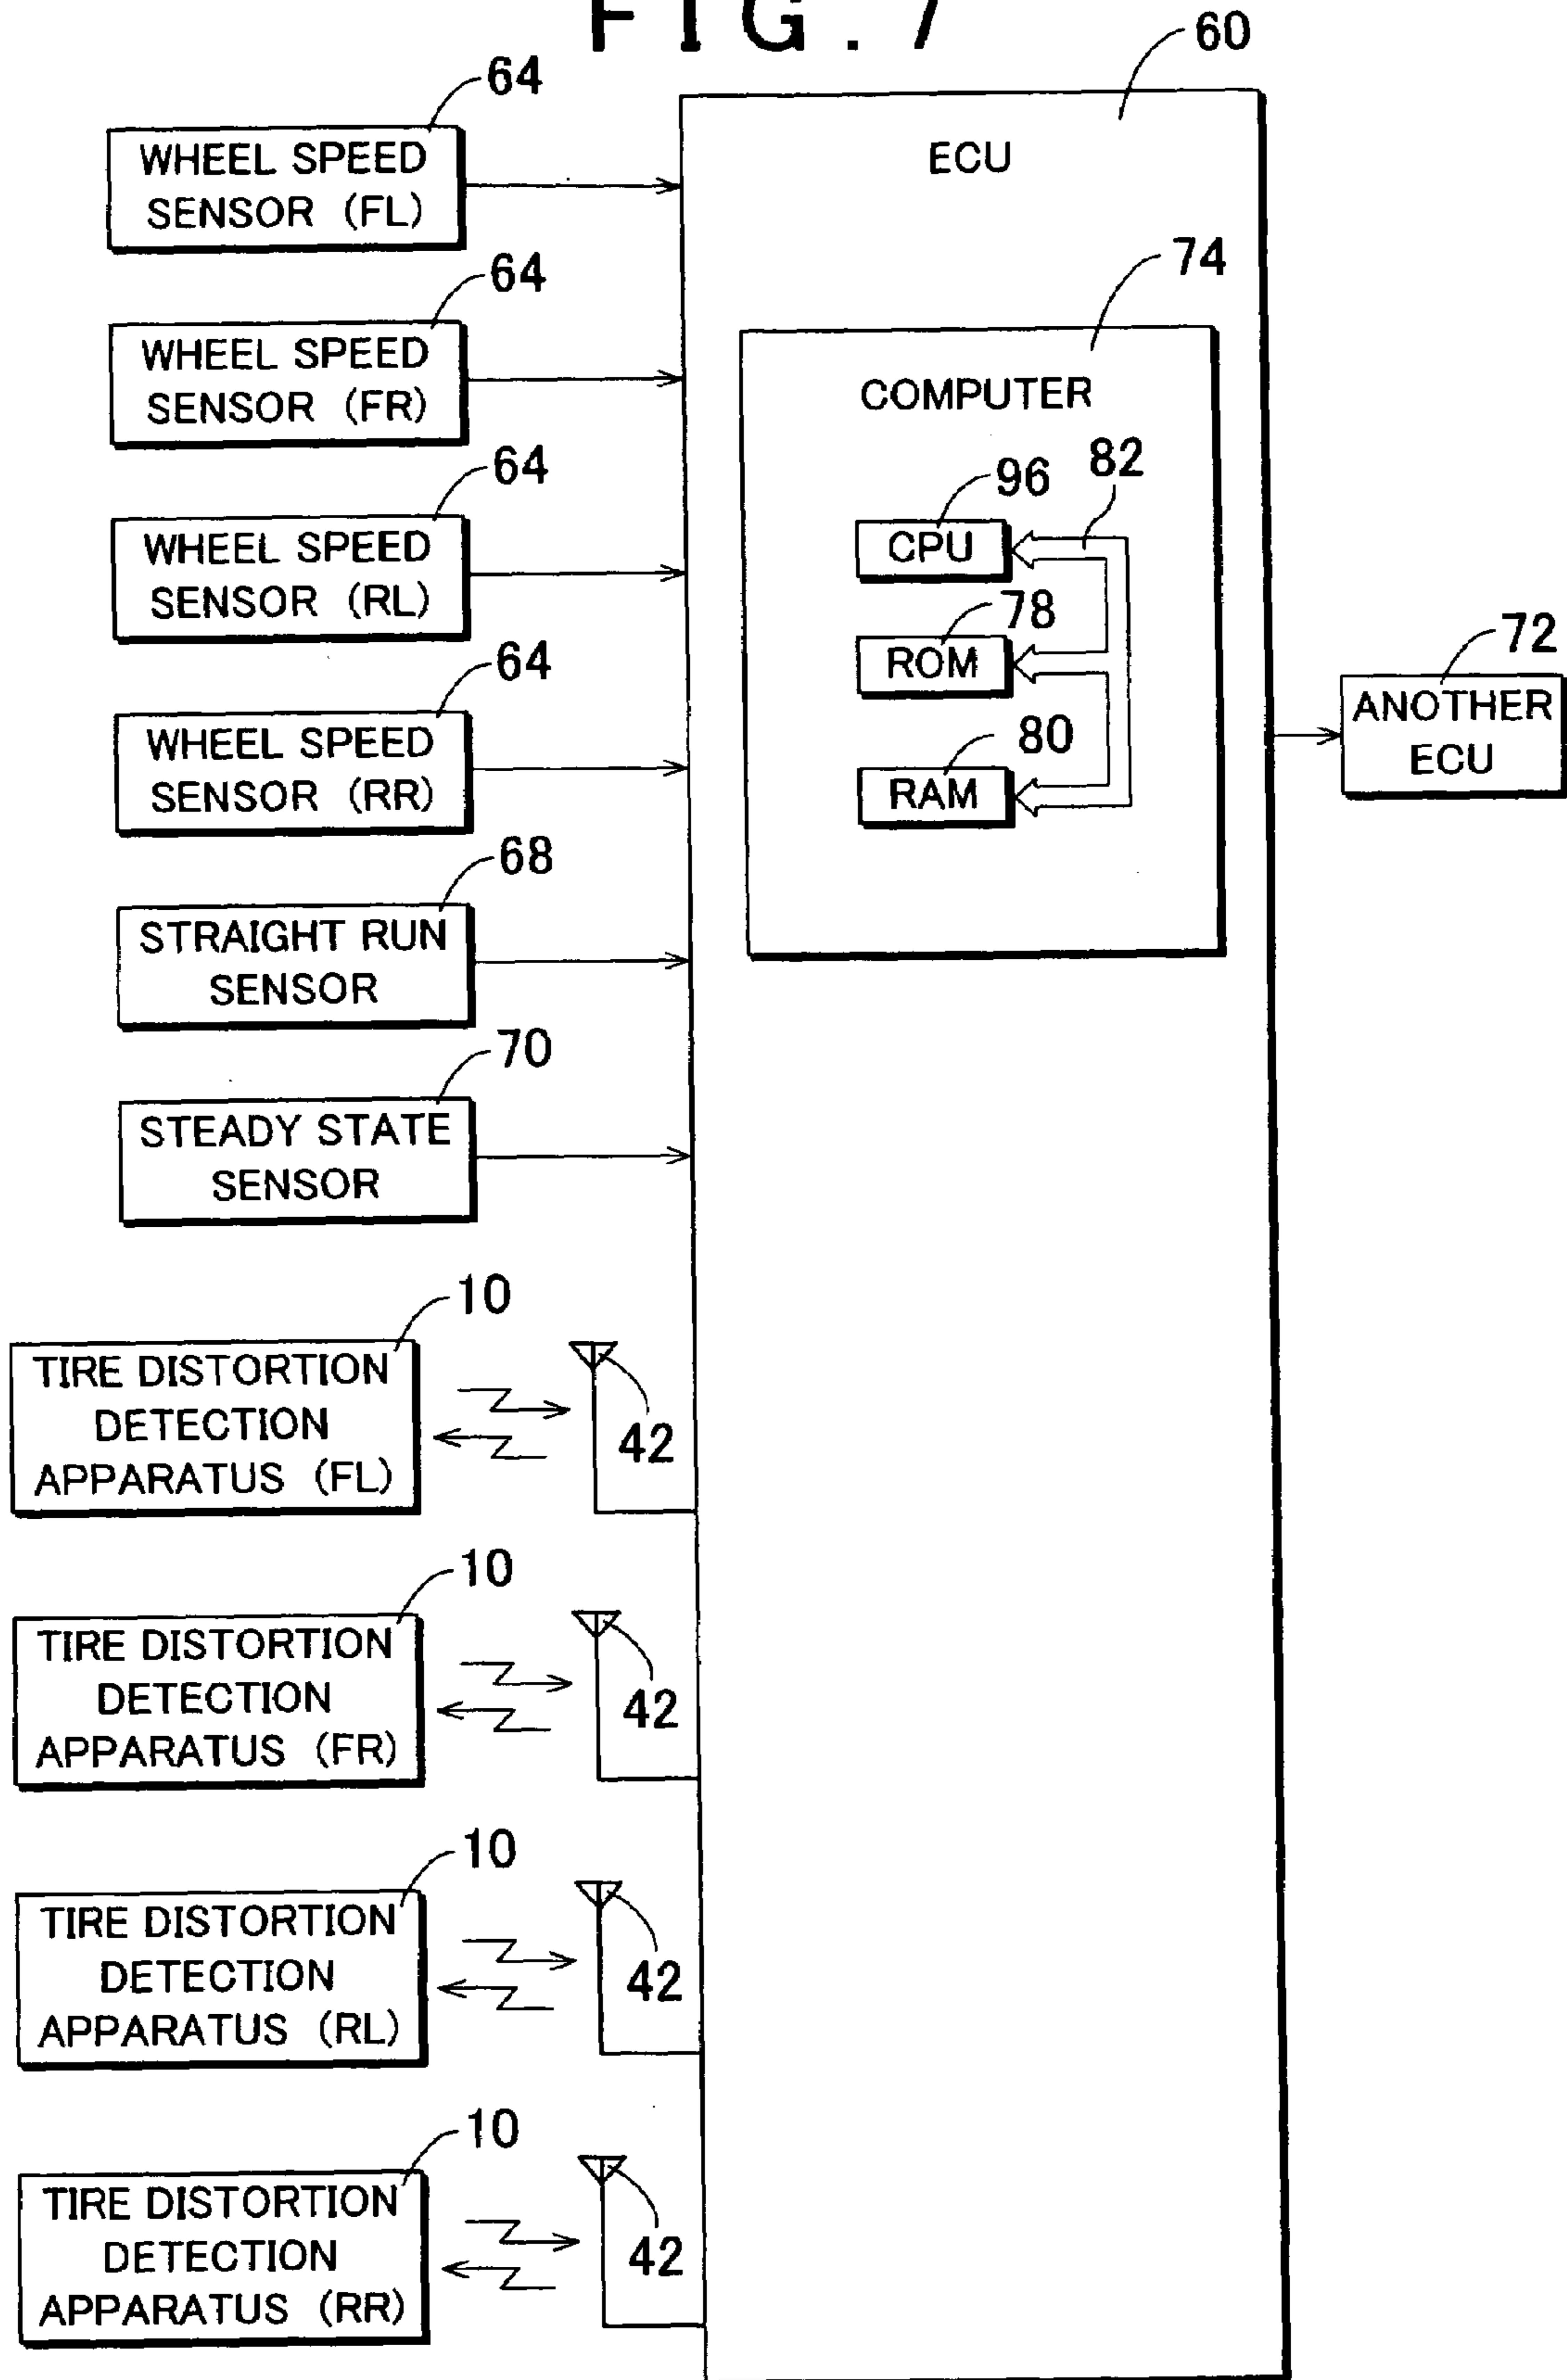 FIG. 7
60
64
WHEEL SPEED
SENSOR (FL)
ECU
64
WHEEL SPEED
SENSOR (FR)
74
COMPUTER
64
WHEEL SPEED
SENSOR (RL)
96
82
CPU
78
ROM
80
RAM
72
ANOTHER
ECU
64
WHEEL SPEED
SENSOR (RR)
68
STRAIGHT RUN
SENSOR
70
STEADY STATE
SENSOR
10
TIRE DISTORTION
DETECTION
APPARATUS (FL)
42
10
TIRE DISTORTION
DETECTION
APPARATUS (FR)
42
10
TIRE DISTORTION
DETECTION
APPARATUS (RL)
42
10
TIRE DISTORTION
DETECTION
APPARATUS (RR)
42